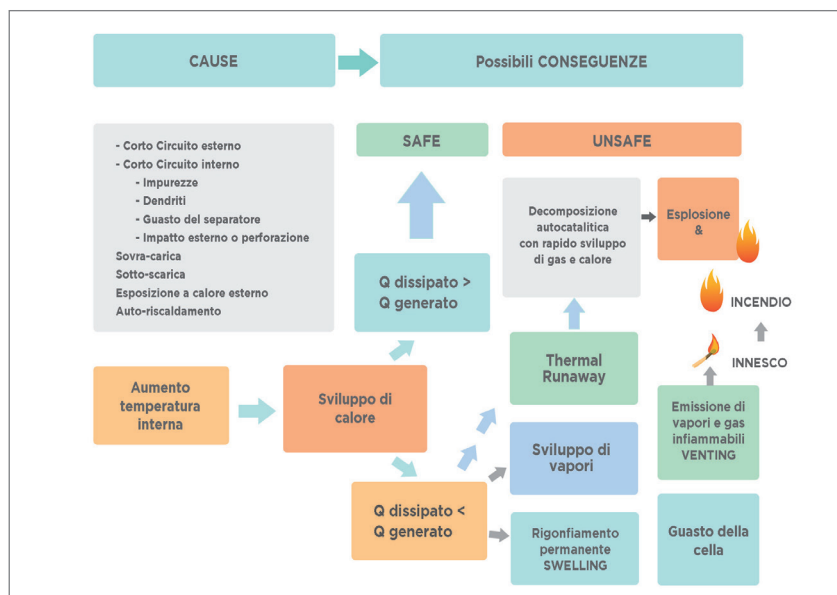 CAUSE
Possibili CONSEGUENZE
- Corto Circuito esterno
- Corto Circuito interno
- Impurezze
- Dendriti
- Guasto del separatore
- Impatto esterno o perforazione
Sovra-carica
Sotto-scarica
Esposizione a calore esterno
Auto-riscaldamento
SAFE
UNSAFE
Decomposizione
autocatalitica
con rapido sviluppo
di gas e calore
Esplosione
&
Q dissipato >
Q generato
INCENDIO
INNESCO
Thermal
Runaway
Aumento
temperatura
interna
Sviluppo di
calore
Emissione di
vapori e gas
infiammabili
VENTING
Sviluppo di
vapori
Q dissipato <
Q generato
Rigonfiamento
permanente
SWELLING
Guasto della
cella